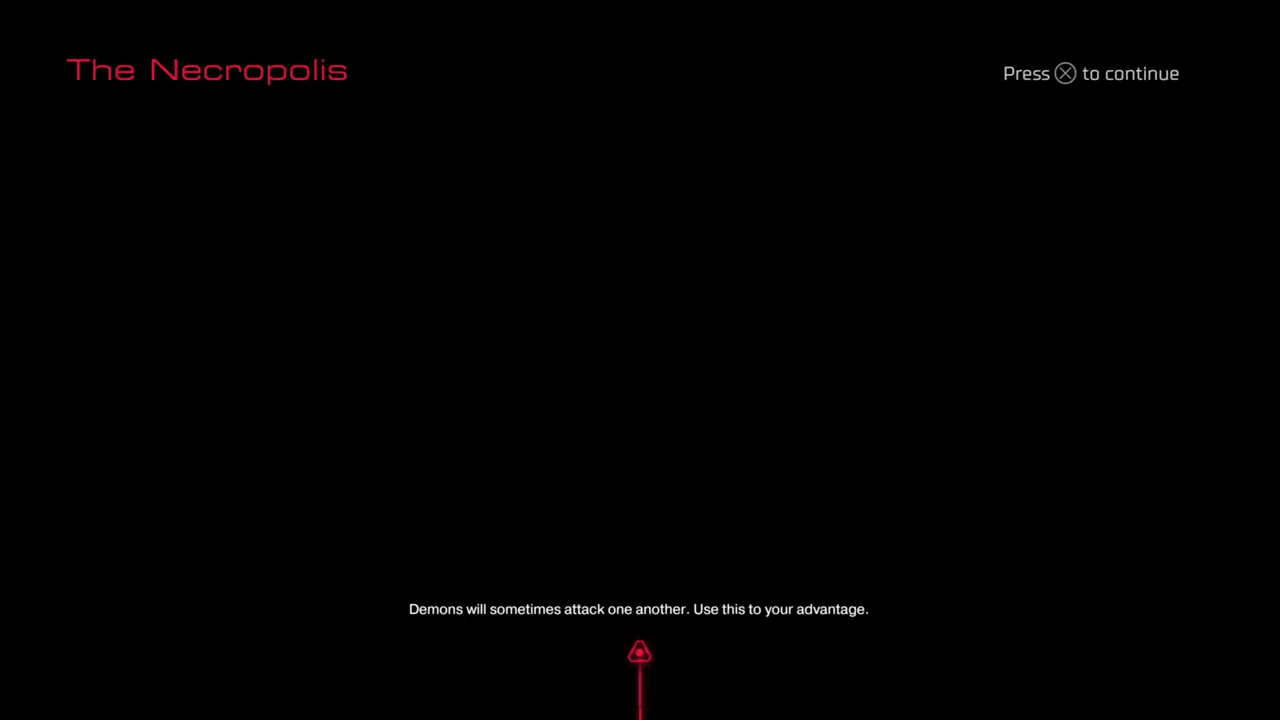 The Necropolis
Press ⓧ to continue
Demons will sometimes attack one another. Use this to your advantage.